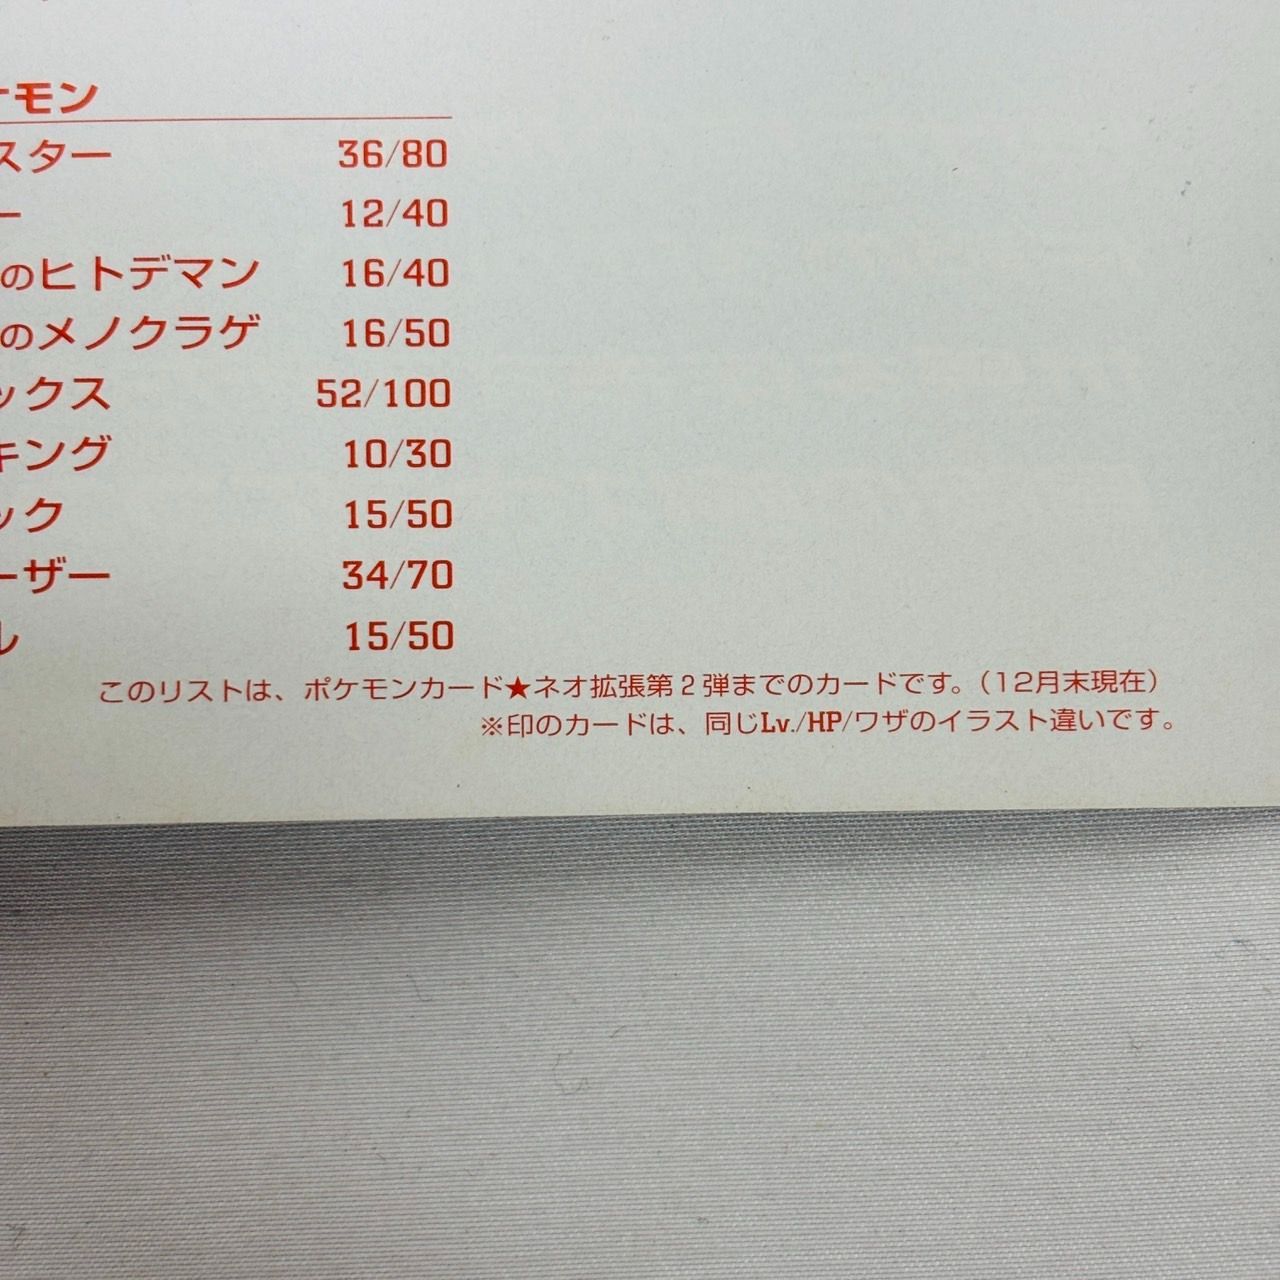 ケモン
スター 36/80
ー 12/40
のヒトデマン 16/40
のメノクラゲ 16/50
ックス 52/100
キング 10/30
ック 15/50
ーザー 34/70
ル 15/50
このリストは、ポケモンカード★ネオ拡張第2弾までのカードです。（12月末現在）
※印のカードは、同じLv./HP/ワザのイラスト違いです。